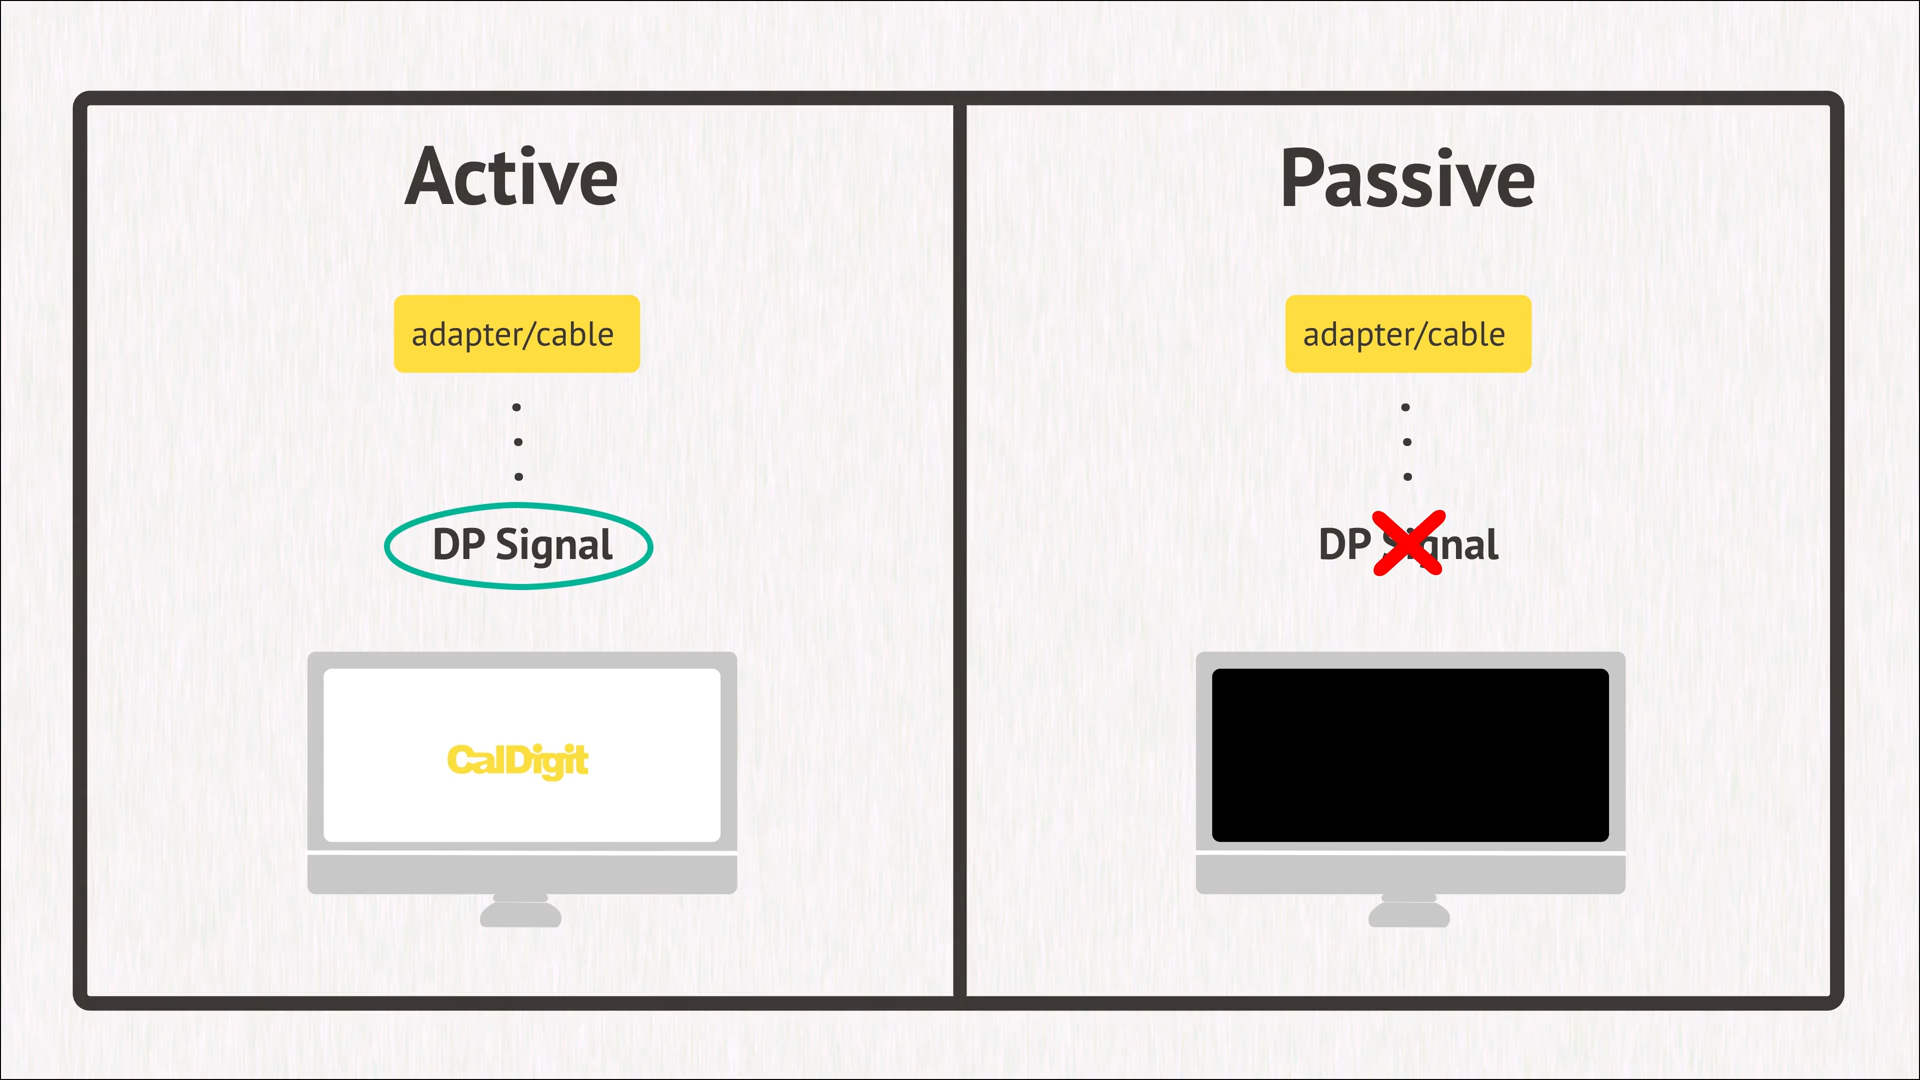 Active
adapter/cable
DP Signal
CalDigit
Passive
adapter/cable
DP Signal